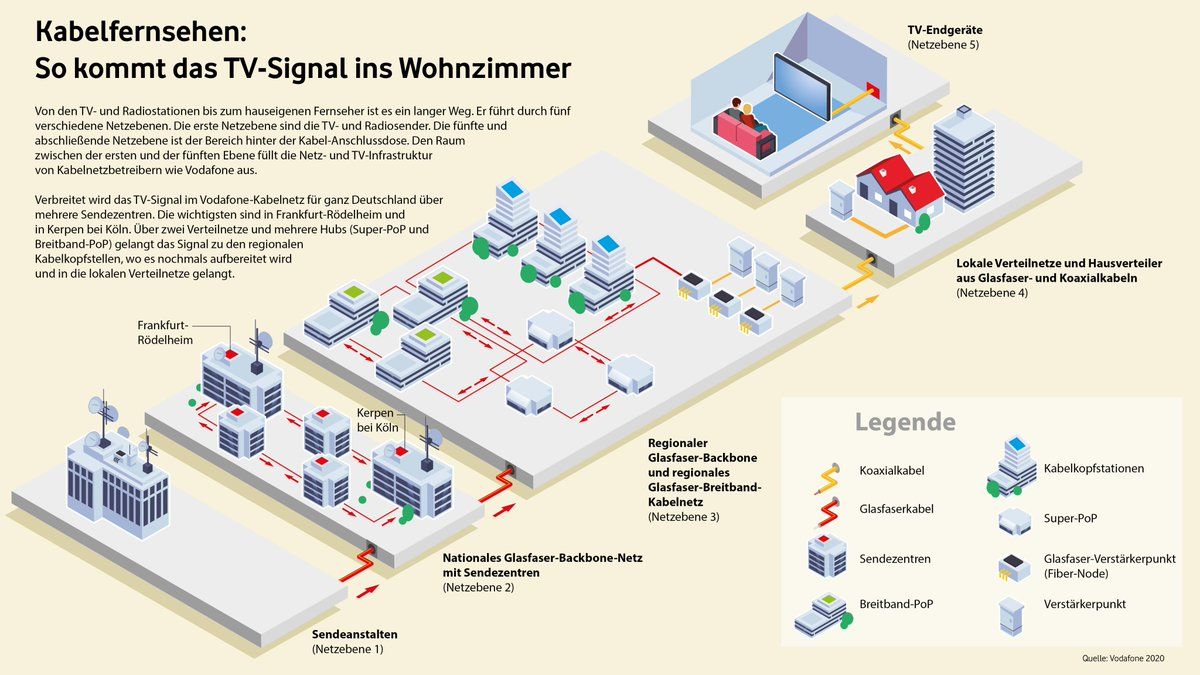 Kabelfernsehen:
So kommt das TV-Signal ins Wohnzimmer
Von den TV- und Radiostationen bis zum hauseigenen Fernseher ist es ein langer Weg. Er führt durch fünf
verschiedene Netzebenen. Die erste Netzebene sind die TV- und Radiosender. Die fünfte und
abschließende Netzebene ist der Bereich hinter der Kabel-Anschlussdose. Den Raum
zwischen der ersten und der fünften Ebene füllt die Netz- und TV-Infrastruktur
von Kabelnetzbetreibern wie Vodafone aus.
Verbreitet wird das TV-Signal im Vodafone-Kabelnetz für ganz Deutschland über
mehrere Sendezentren. Die wichtigsten sind in Frankfurt-Rödelheim und
in Kerpen bei Köln. Über zwei Verteilnetze und mehrere Hubs (Super-PoP und
Breitband-PoP) gelangt das Signal zu den regionalen
Kabelkopfstellen, wo es nochmals aufbereitet wird
und in die lokalen Verteilnetze gelangt.
TV-Endgeräte
(Netzebene 5)
Lokale Verteilnetze und Hausverteiler
aus Glasfaser- und Koaxialkabeln
(Netzebene 4)
Frankfurt-
Rödelheim
Kerpen
bei Köln
Regionaler
Glasfaser-Backbone
und regionales
Glasfaser-Breitband-
Kabelnetz
(Netzebene 3)
Nationales Glasfaser-Backbone-Netz
mit Sendezentren
(Netzebene 2)
Sendeanstalten
(Netzebene 1)
Legende
Koaxialkabel
Glasfaserkabel
Sendezentren
Breitband-PoP
Kabelkopfstationen
Super-PoP
Glasfaser-Verstärkerpunkt
(Fiber-Node)
Verstärkerpunkt
Quelle: Vodafone 2020